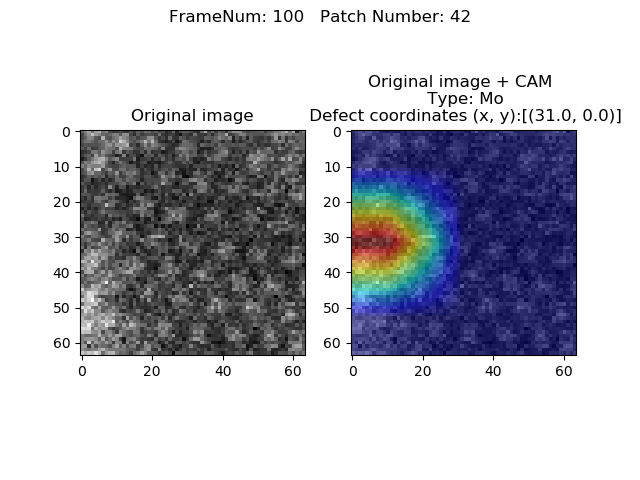 FrameNum: 100   Patch Number: 42
Original image
Original image + CAM
Type: Mo
Defect coordinates (x, y):[(31.0, 0.0)]
0
10
20
30
40
50
60
0 20 40 60
0
10
20
30
40
50
60
0 20 40 60